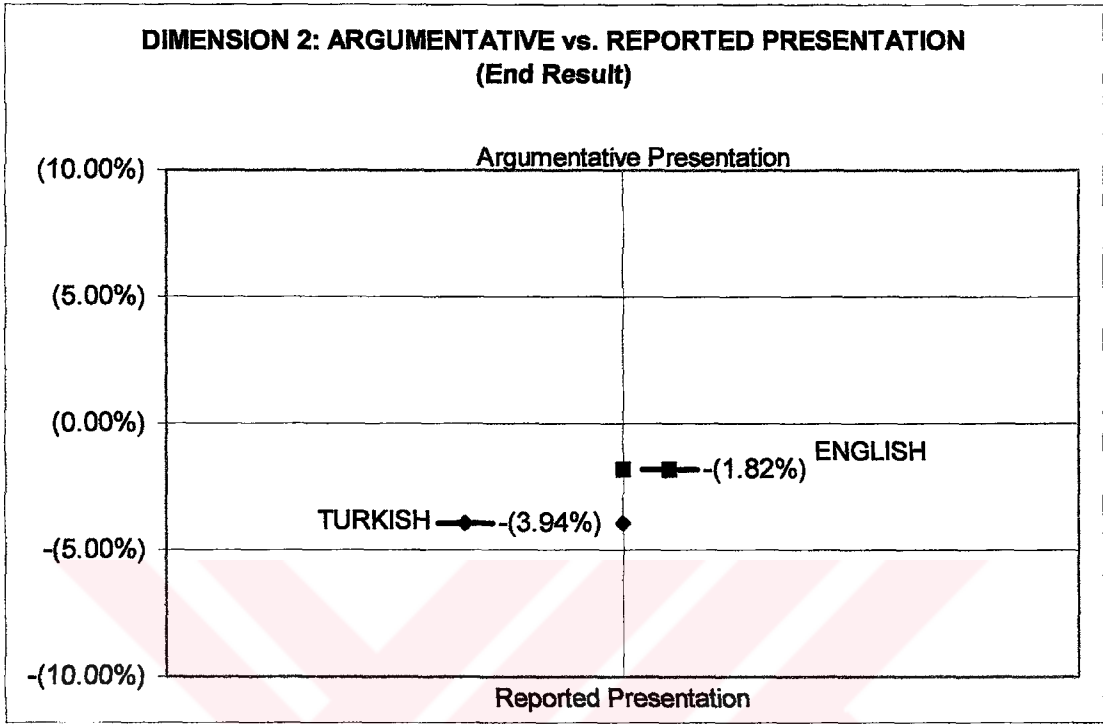 DIMENSION 2: ARGUMENTATIVE vs. REPORTED PRESENTATION
(End Result)
Argumentative Presentation
(10.00%)
(5.00%)
(0.00%)
ENGLISH
-(1.82%)
TURKISH
-(3.94%)
-(5.00%)
-(10.00%)
Reported Presentation